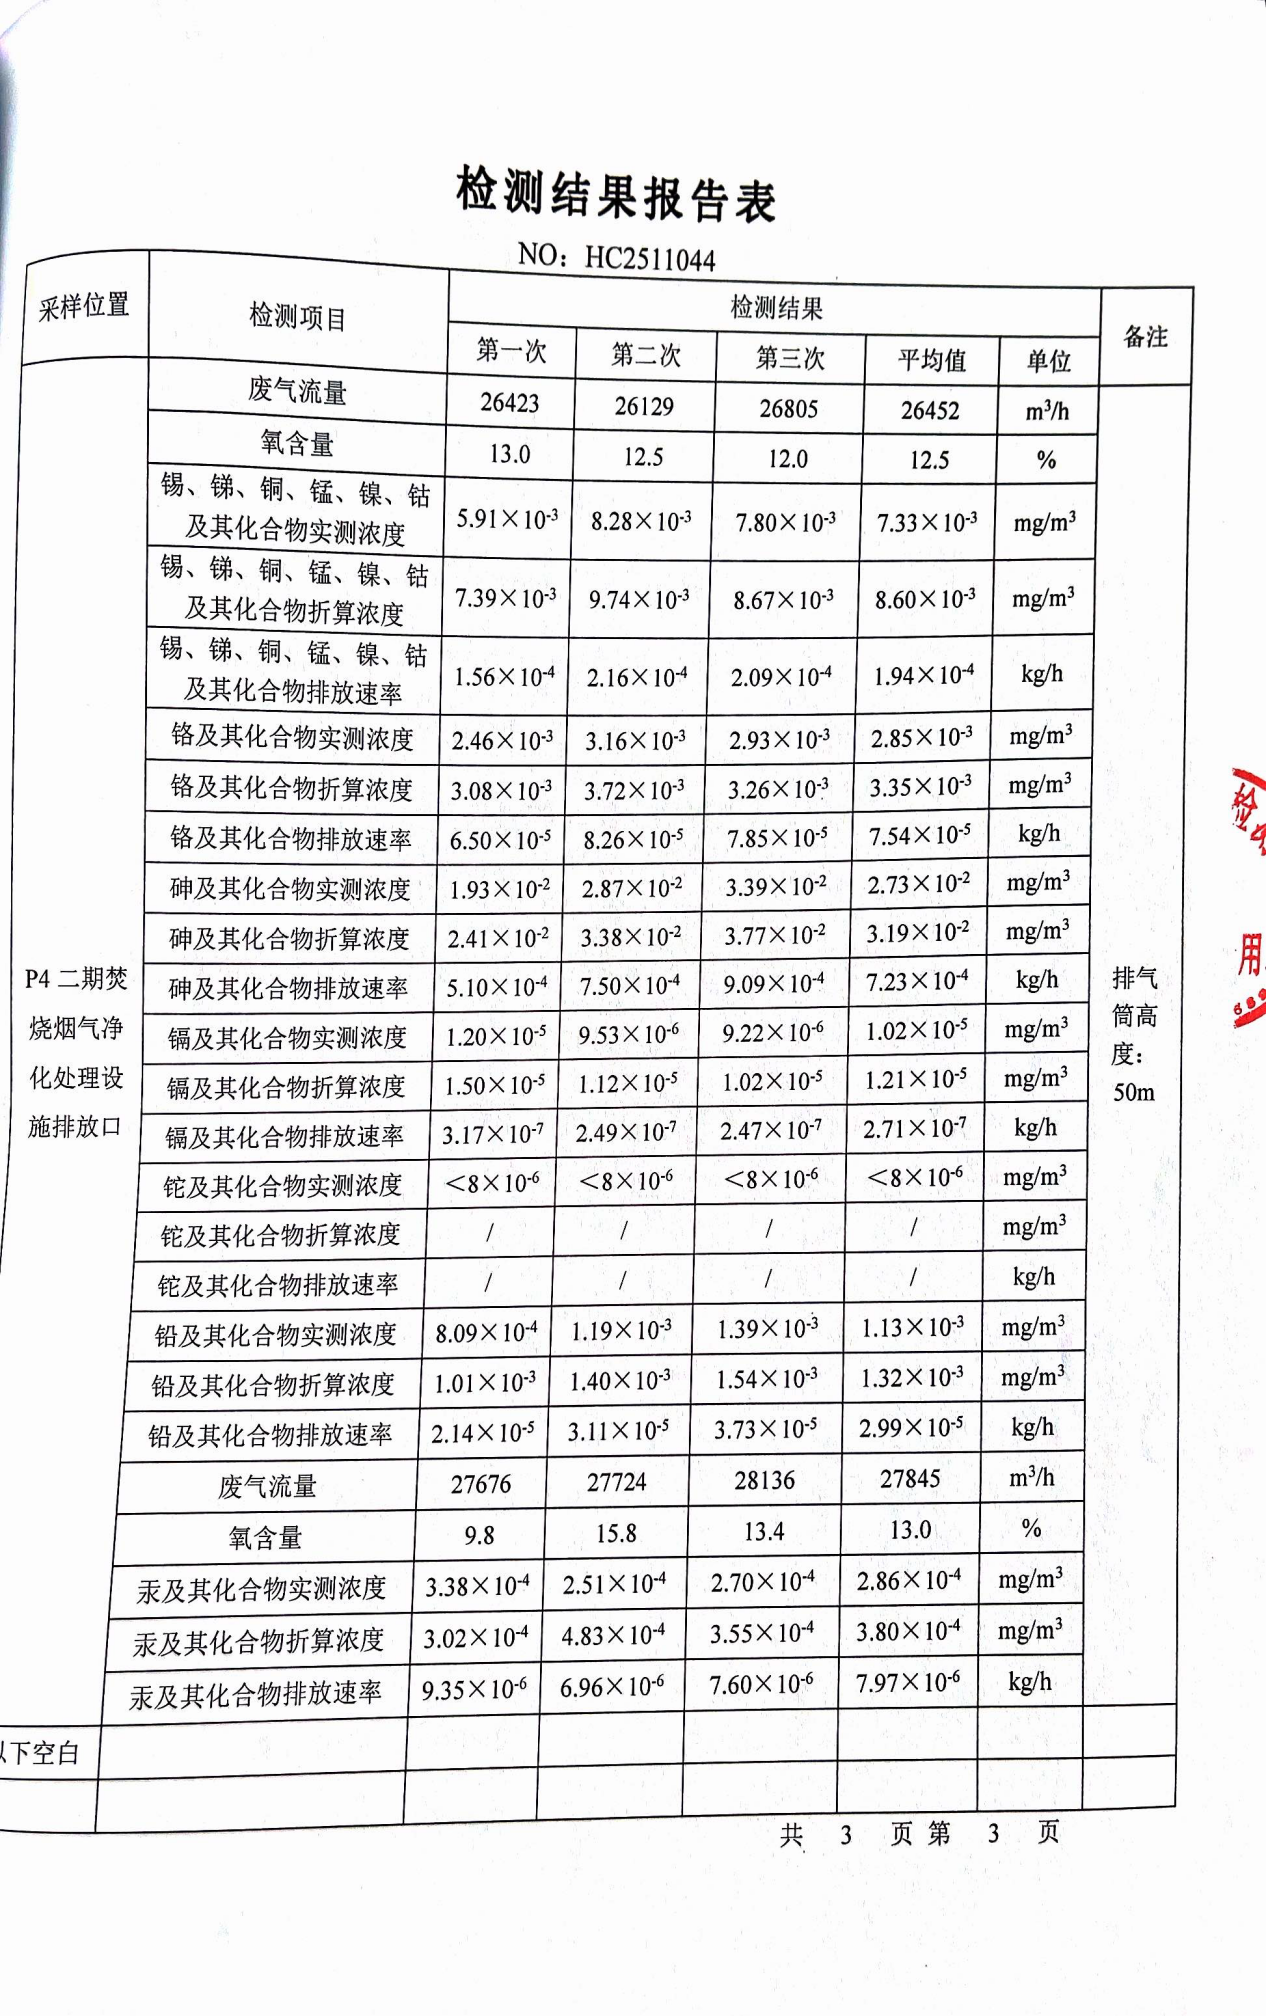 检测结果报告表
NO：HC2511044
采样位置 检测项目 检测结果 备注
第一次 第二次 第三次 平均值 单位
废气流量 26423 26129 26805 26452 m³/h
氧含量 13.0 12.5 12.0 12.5 %
锡、锑、铜、锰、镍、钴
及其化合物实测浓度 5.91×10⁻³ 8.28×10⁻³ 7.80×10⁻³ 7.33×10⁻³ mg/m³
锡、锑、铜、锰、镍、钴
及其化合物折算浓度 7.39×10⁻³ 9.74×10⁻³ 8.67×10⁻³ 8.60×10⁻³ mg/m³
锡、锑、铜、锰、镍、钴
及其化合物排放速率 1.56×10⁻⁴ 2.16×10⁻⁴ 2.09×10⁻⁴ 1.94×10⁻⁴ kg/h
铬及其化合物实测浓度 2.46×10⁻³ 3.16×10⁻³ 2.93×10⁻³ 2.85×10⁻³ mg/m³
铬及其化合物折算浓度 3.08×10⁻³ 3.72×10⁻³ 3.26×10⁻³ 3.35×10⁻³ mg/m³
铬及其化合物排放速率 6.50×10⁻⁵ 8.26×10⁻⁵ 7.85×10⁻⁵ 7.54×10⁻⁵ kg/h
砷及其化合物实测浓度 1.93×10⁻² 2.87×10⁻² 3.39×10⁻² 2.73×10⁻² mg/m³
砷及其化合物折算浓度 2.41×10⁻² 3.38×10⁻² 3.77×10⁻² 3.19×10⁻² mg/m³
砷及其化合物排放速率 5.10×10⁻⁴ 7.50×10⁻⁴ 9.09×10⁻⁴ 7.23×10⁻⁴ kg/h
镉及其化合物实测浓度 1.20×10⁻⁵ 9.53×10⁻⁶ 9.22×10⁻⁶ 1.02×10⁻⁵ mg/m³
镉及其化合物折算浓度 1.50×10⁻⁵ 1.12×10⁻⁵ 1.02×10⁻⁵ 1.21×10⁻⁵ mg/m³
镉及其化合物排放速率 3.17×10⁻⁷ 2.49×10⁻⁷ 2.47×10⁻⁷ 2.71×10⁻⁷ kg/h
铊及其化合物实测浓度 <8×10⁻⁶ <8×10⁻⁶ <8×10⁻⁶ <8×10⁻⁶ mg/m³
铊及其化合物折算浓度 / / / / mg/m³
铊及其化合物排放速率 / / / / kg/h
铅及其化合物实测浓度 8.09×10⁻⁴ 1.19×10⁻³ 1.39×10⁻³ 1.13×10⁻³ mg/m³
铅及其化合物折算浓度 1.01×10⁻³ 1.40×10⁻³ 1.54×10⁻³ 1.32×10⁻³ mg/m³
铅及其化合物排放速率 2.14×10⁻⁵ 3.11×10⁻⁵ 3.73×10⁻⁵ 2.99×10⁻⁵ kg/h
废气流量 27676 27724 28136 27845 m³/h
氧含量 9.8 15.8 13.4 13.0 %
汞及其化合物实测浓度 3.38×10⁻⁴ 2.51×10⁻⁴ 2.70×10⁻⁴ 2.86×10⁻⁴ mg/m³
汞及其化合物折算浓度 3.02×10⁻⁴ 4.83×10⁻⁴ 3.55×10⁻⁴ 3.80×10⁻⁴ mg/m³
汞及其化合物排放速率 9.35×10⁻⁶ 6.96×10⁻⁶ 7.60×10⁻⁶ 7.97×10⁻⁶ kg/h
P4 二期焚
烧烟气净
化处理设
施排放口
排气
筒高
度：
50m
以下空白
共 3 页 第 3 页
检
用